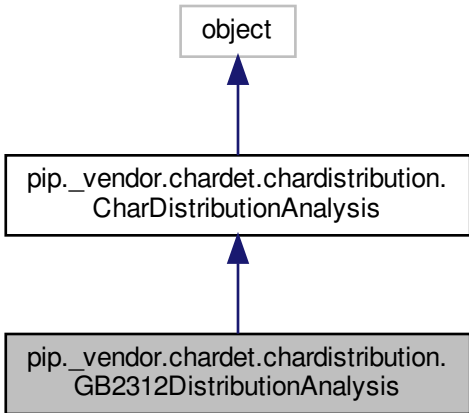 object
pip._vendor.chardet.chardistribution.
CharDistributionAnalysis
pip._vendor.chardet.chardistribution.
GB2312DistributionAnalysis